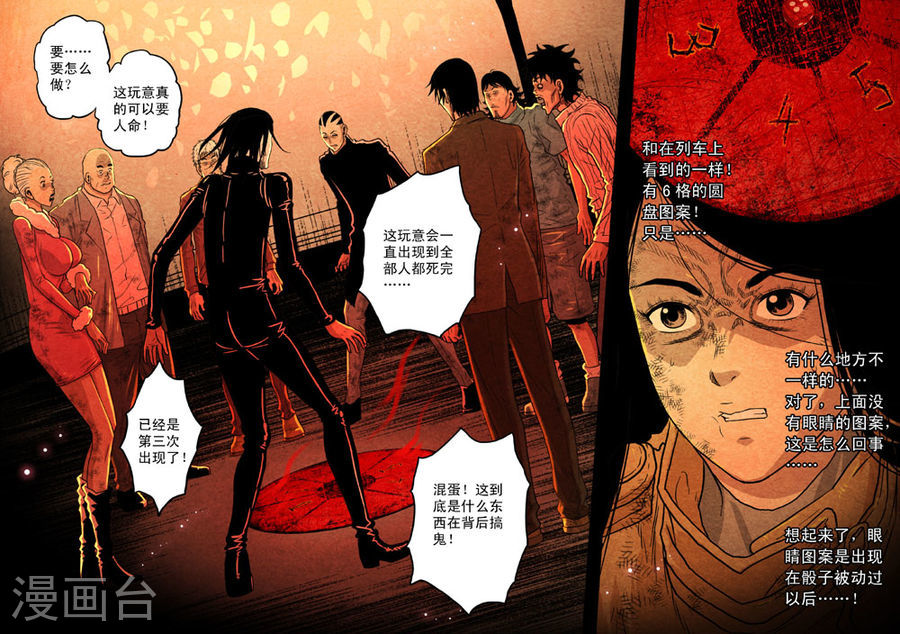 要……
要怎么
做？
这玩意真
的可以要
人命！
这玩意会一
直出现到全
部人都死完
……
已经是
第三次
出现了！
混蛋！这到
底是什么东
西在背后搞
鬼！
3
4
5
和在列车上
看到的一样！
有6格的圆
盘图案！
只是……
有什么地方不
一样的……
对了，上面没
有眼睛的图案，
这是怎么回事
……
想起来了，眼
睛图案是出现
在骰子被动过
以后……！
漫画台